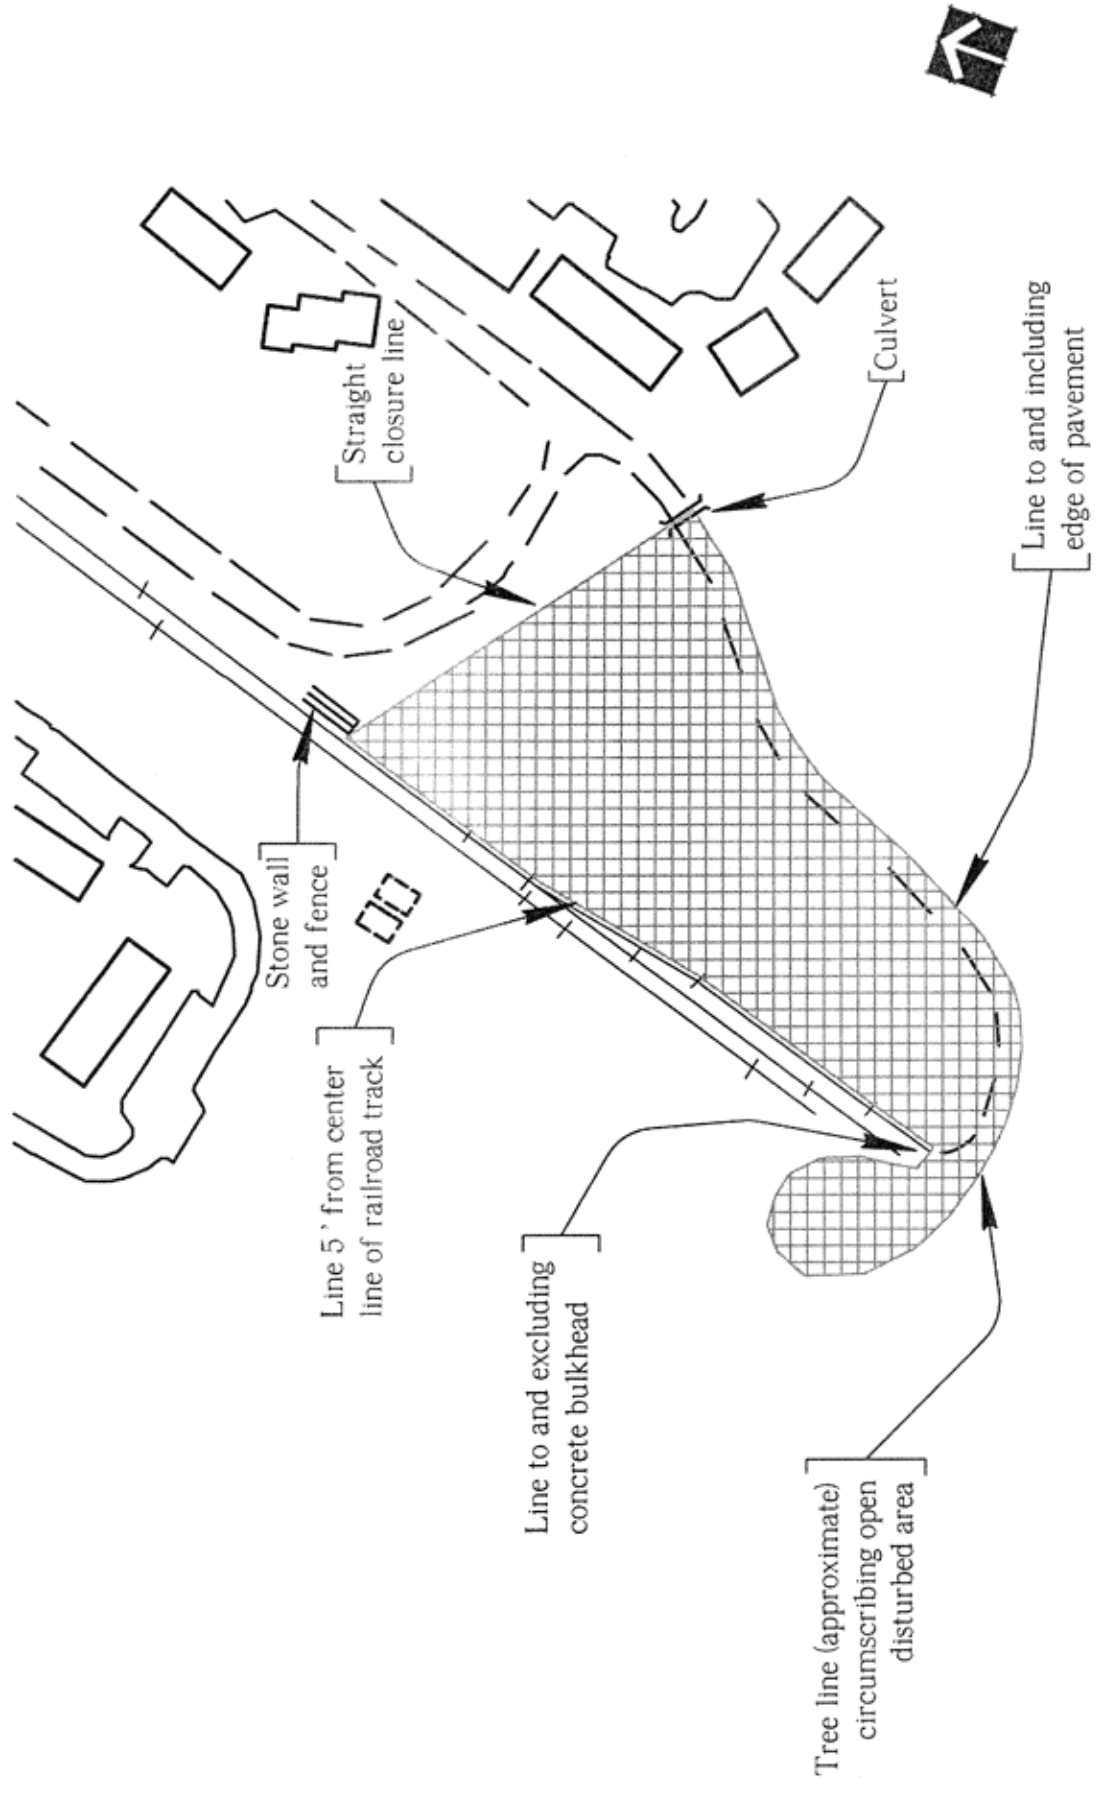 Straight
closure line
Culvert
Line to and including
edge of pavement
Stone wall
and fence
Line 5 ' from center
line of railroad track
Line to and excluding
concrete bulkhead
Tree line (approximate)
circumscribing open
disturbed area